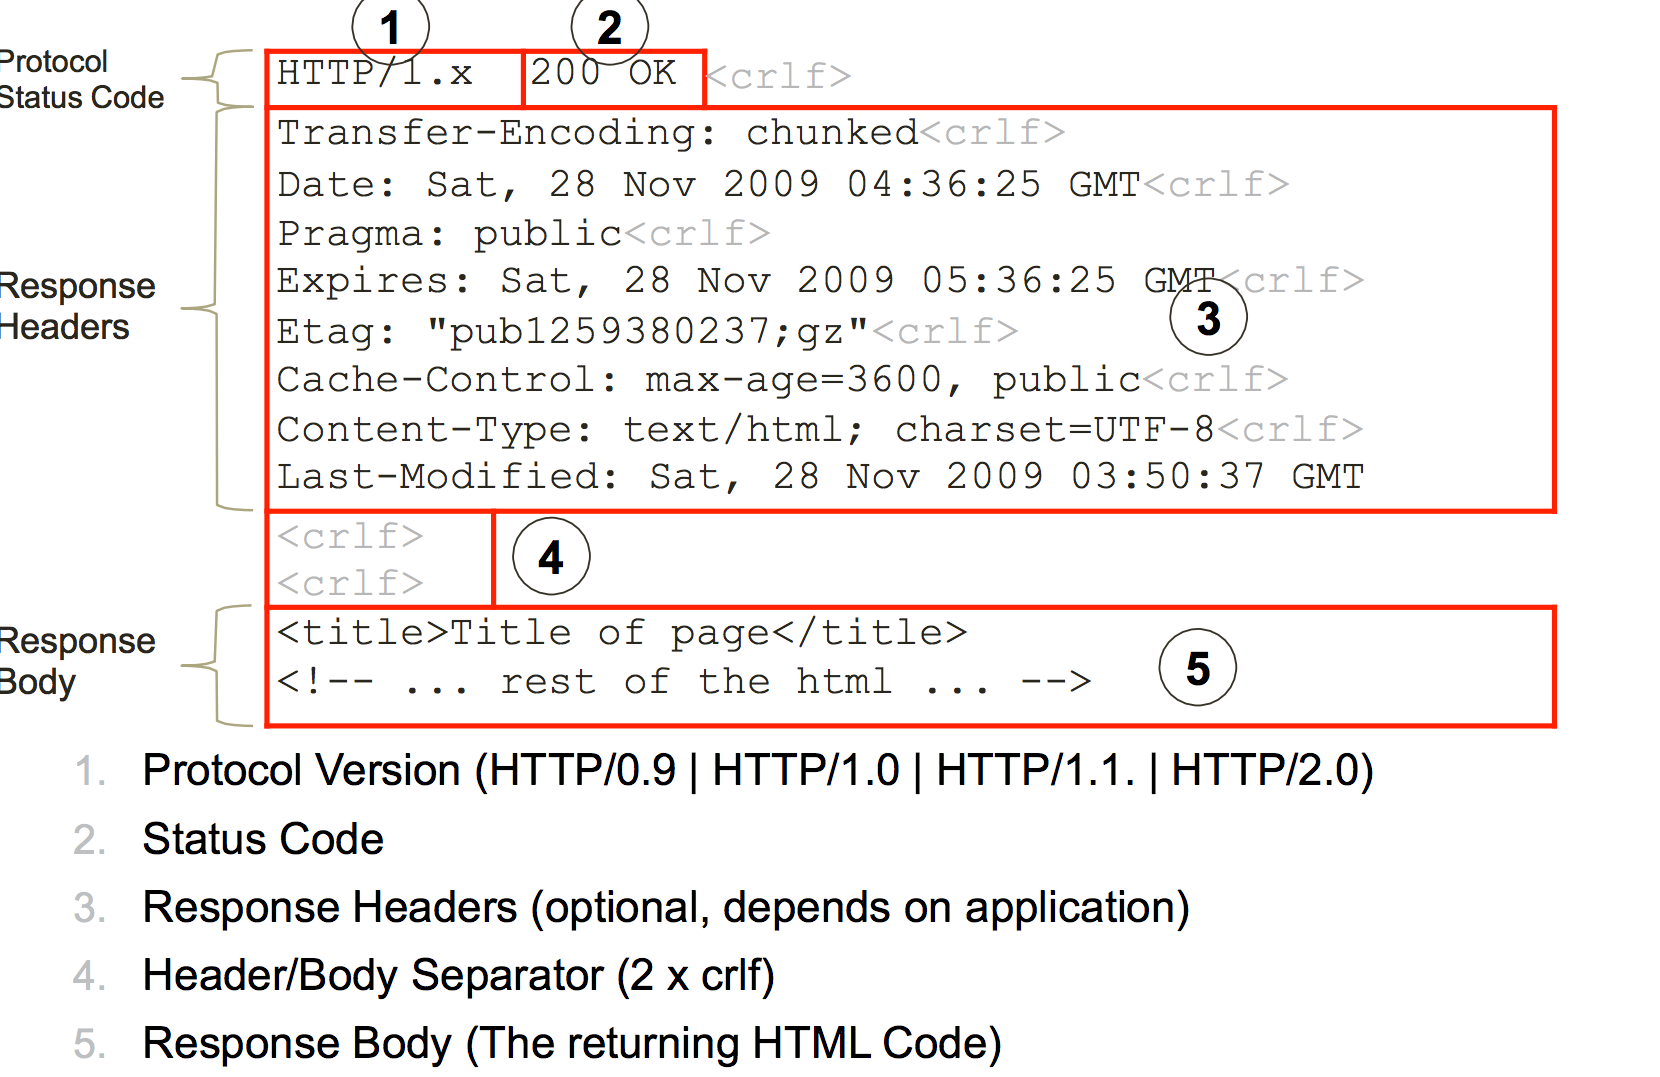 1
2
Protocol
Status Code
HTTP/1.x 200 OK <crlf>
Transfer-Encoding: chunked<crlf>
Date: Sat, 28 Nov 2009 04:36:25 GMT<crlf>
Pragma: public<crlf>
Response
Headers
Expires: Sat, 28 Nov 2009 05:36:25 GMT<crlf>
3
Etag: "pub1259380237;gz"<crlf>
Cache-Control: max-age=3600, public<crlf>
Content-Type: text/html; charset=UTF-8<crlf>
Last-Modified: Sat, 28 Nov 2009 03:50:37 GMT
<crlf>
<crlf>
4
Response
Body
<title>Title of page</title>
<!-- ... rest of the html ... -->
5
1. Protocol Version (HTTP/0.9 | HTTP/1.0 | HTTP/1.1. | HTTP/2.0)
2. Status Code
3. Response Headers (optional, depends on application)
4. Header/Body Separator (2 x crlf)
5. Response Body (The returning HTML Code)